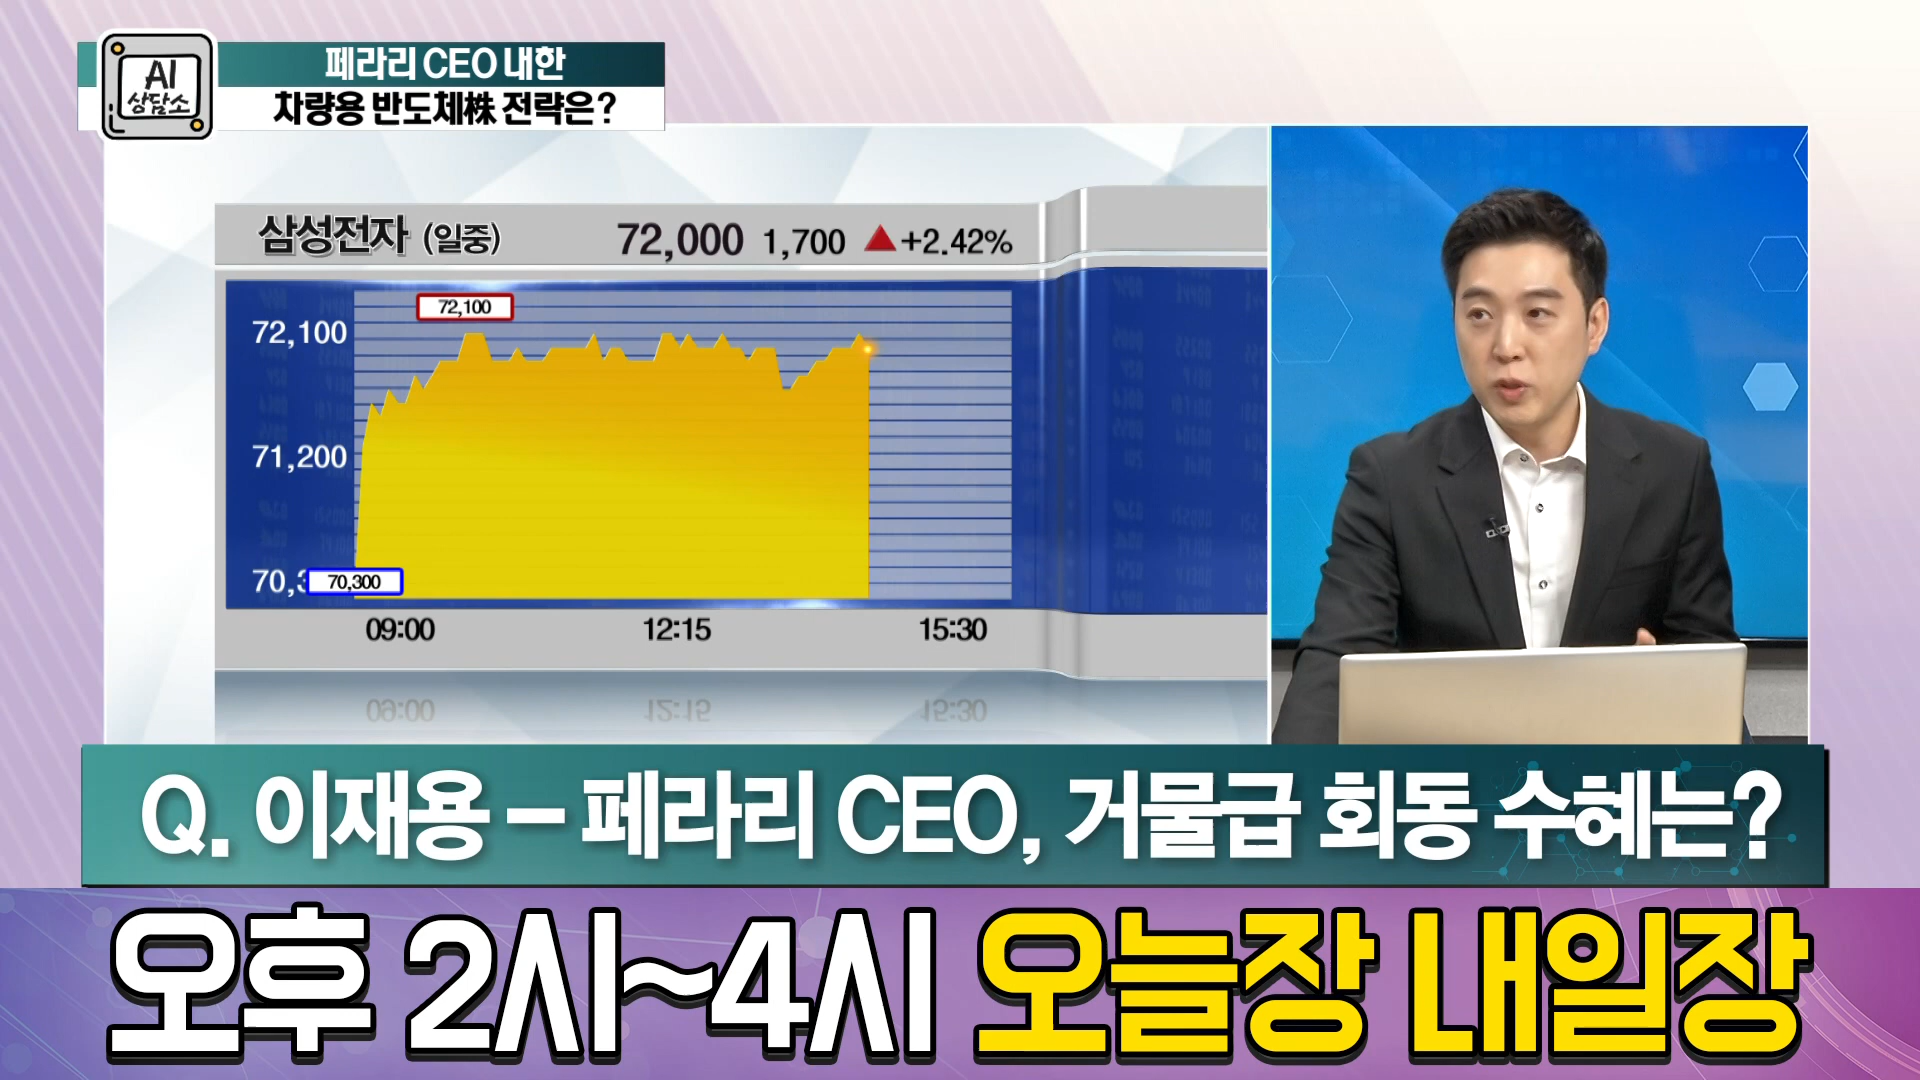 AI
상담소
페라리 CEO 내한
차량용 반도체株 전략은?
삼성전자 (일중) 72,000 1,700 ▲+2.42%
72,100
72,100
71,200
70,3
70,300
09:00 12:15 15:30
Q. 이재용 – 페라리 CEO, 거물급 회동 수혜는?
오후 2시~4시 오늘장 내일장